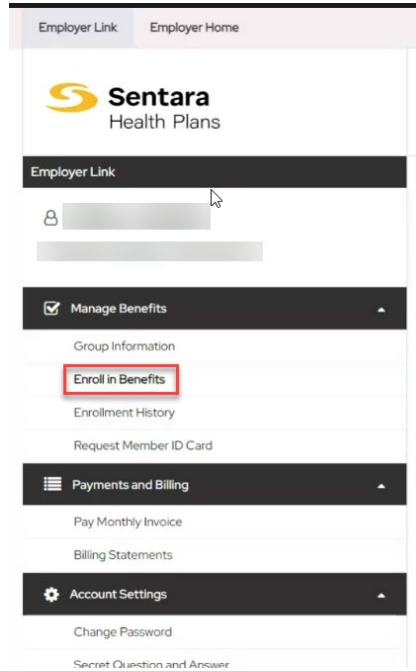 Employer Link Employer Home
Sentara
Health Plans
Employer Link
Manage Benefits
Group Information
Enroll in Benefits
Enrollment History
Request Member ID Card
Payments and Billing
Pay Monthly Invoice
Billing Statements
Account Settings
Change Password
Secret Question and Answer